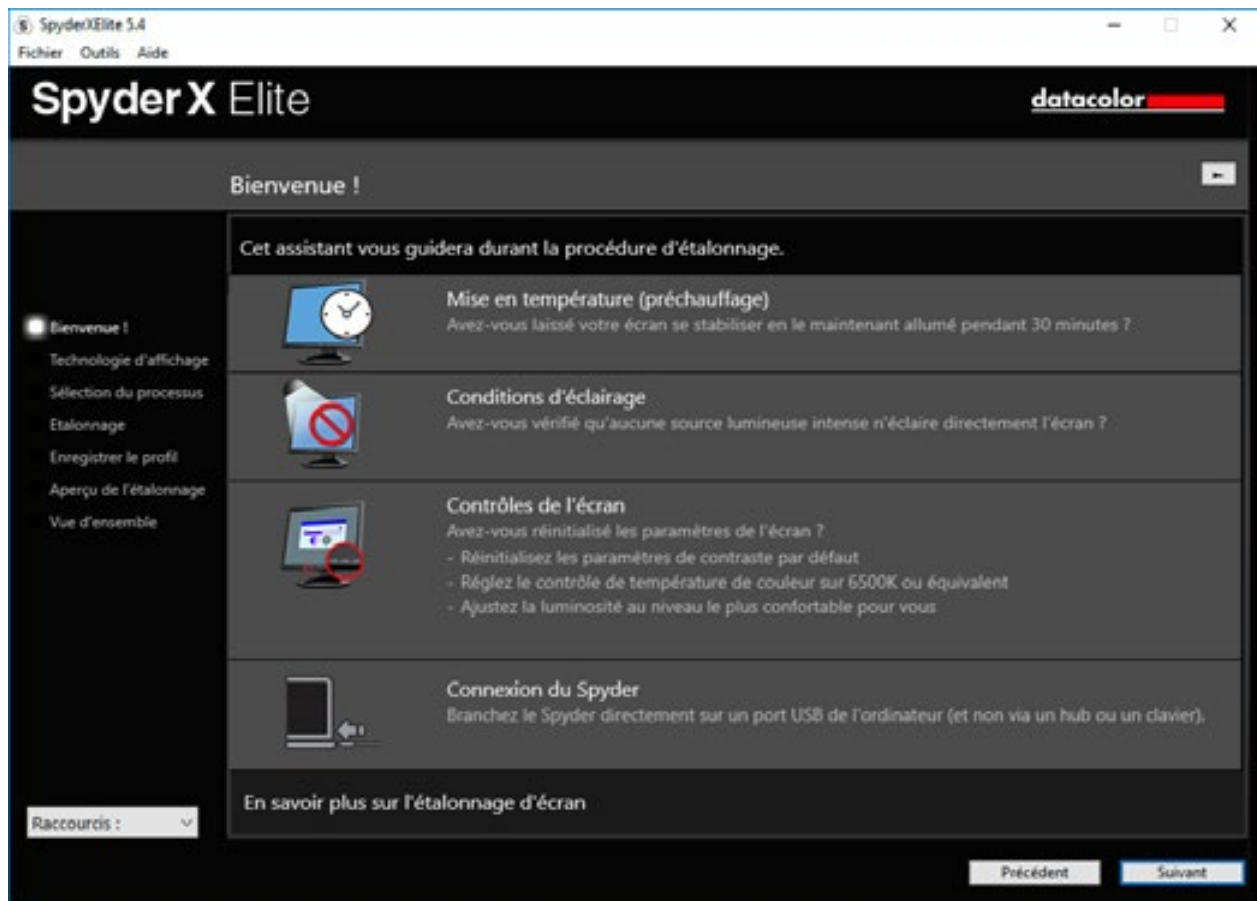 SpyderXElite 5.4
Fichier Outils Aide
SpyderX Elite
datacolor
Bienvenue !
Cet assistant vous guidera durant la procédure d'étalonnage.
Bienvenue !
Technologie d'affichage
Sélection du processus
Etalonnage
Enregistrer le profil
Aperçu de l'étalonnage
Vue d'ensemble
Mise en température (préchauffage)
Avez-vous laissé votre écran se stabiliser en le maintenant allumé pendant 30 minutes ?
Conditions d'éclairage
Avez-vous vérifié qu'aucune source lumineuse intense n'éclaire directement l'écran ?
Contrôles de l'écran
Avez-vous réinitialisé les paramètres de l'écran ?
- Réinitialisez les paramètres de contraste par défaut
- Réglez le contrôle de température de couleur sur 6500K ou équivalent
- Ajustez la luminosité au niveau le plus confortable pour vous
Connexion du Spyder
Branchez le Spyder directement sur un port USB de l'ordinateur (et non via un hub ou un clavier).
En savoir plus sur l'étalonnage d'écran
Raccourcis :
Précédent
Suivant